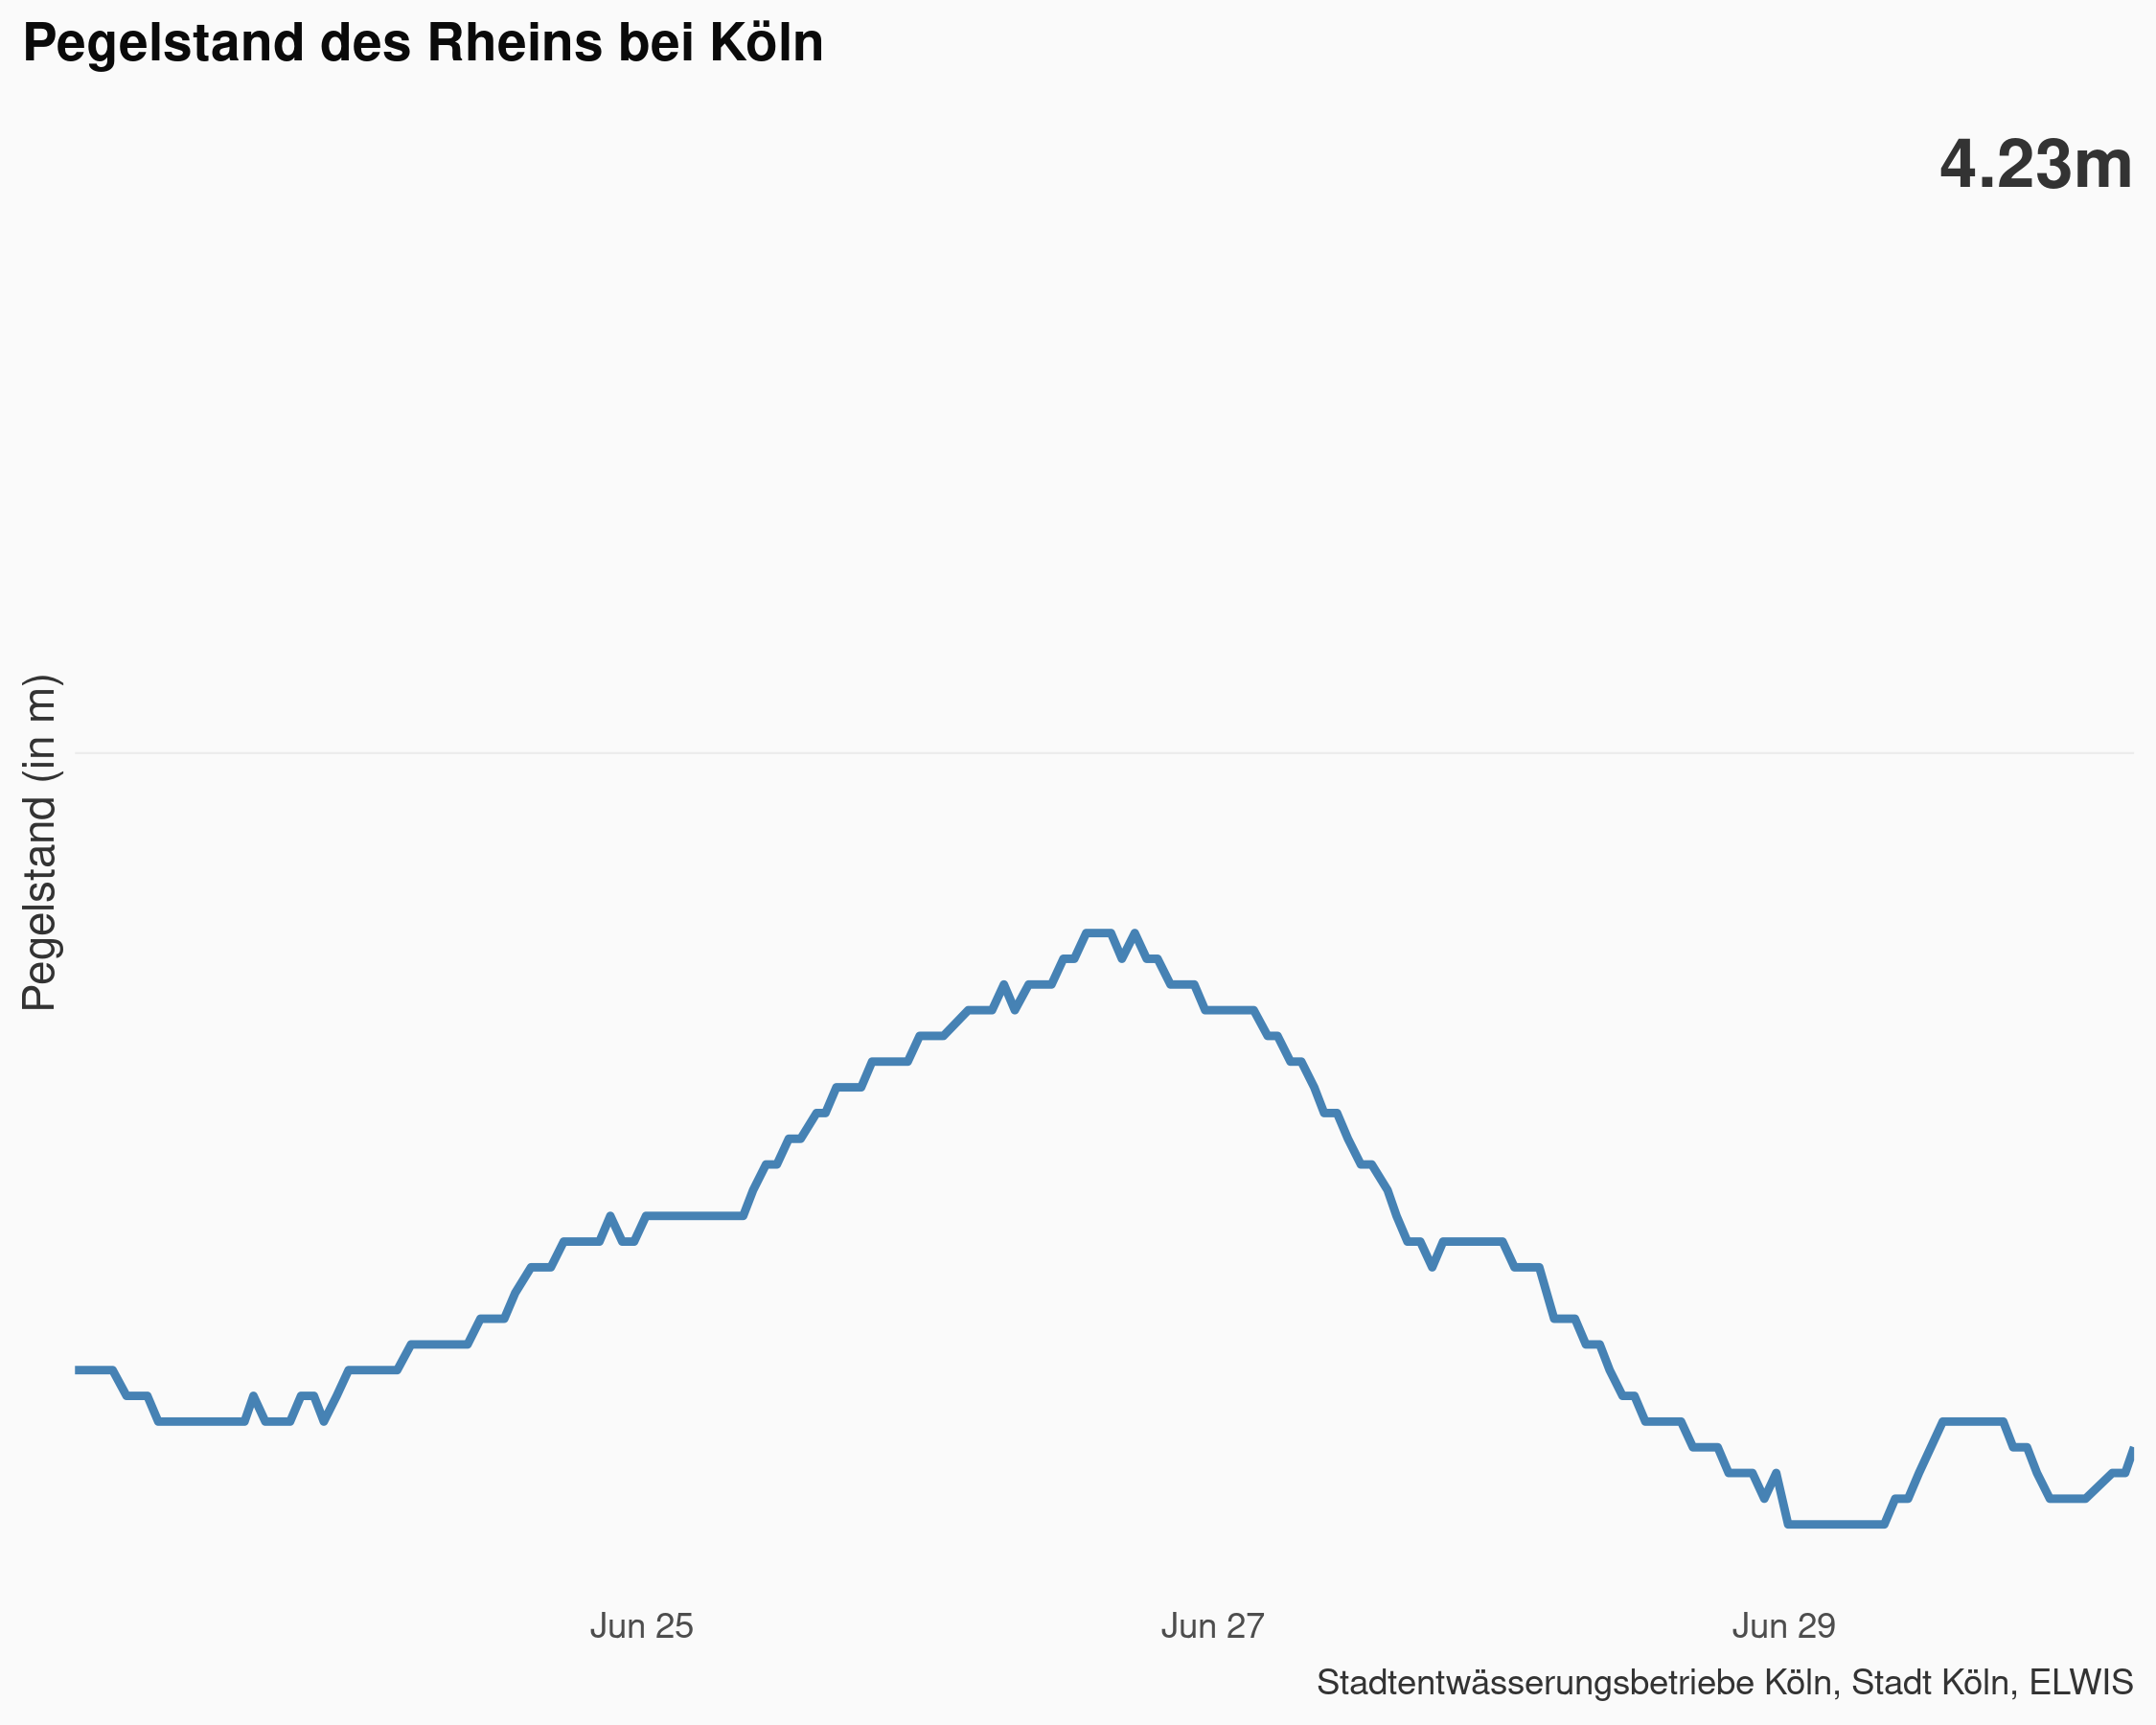 Pegelstand des Rheins bei Köln
4.23m
Pegelstand (in m)
Jun 25
Jun 27
Jun 29
Stadtentwässerungsbetriebe Köln, Stadt Köln, ELWIS